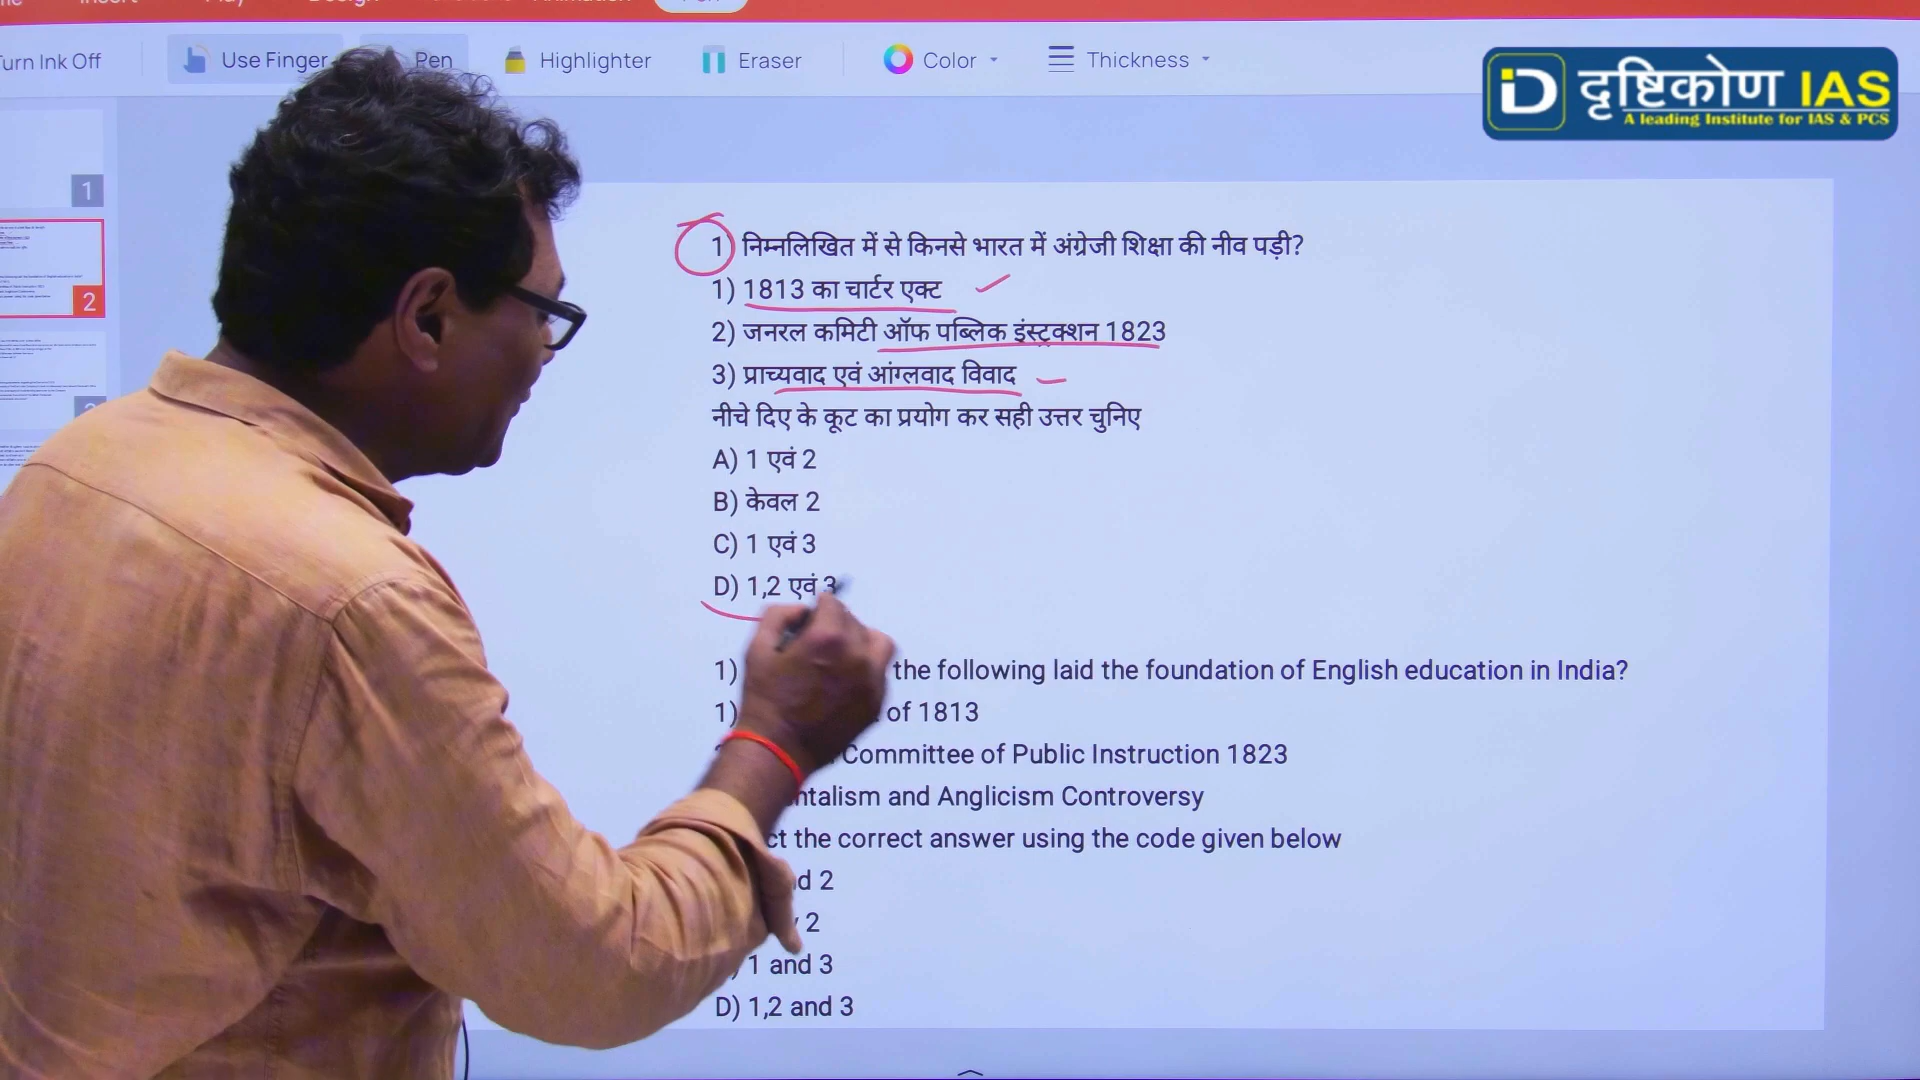 Turn Ink Off Use Finger Pen Highlighter Eraser Color Thickness
दृष्टिकोण IAS
A leading Institute for IAS & PCS
1
2
1) निम्नलिखित में से किनसे भारत में अंग्रेजी शिक्षा की नीव पड़ी?
1) 1813 का चार्टर एक्ट
2) जनरल कमिटी ऑफ पब्लिक इंस्ट्रक्शन 1823
3) प्राच्यवाद एवं आंग्लवाद विवाद
नीचे दिए के कूट का प्रयोग कर सही उत्तर चुनिए
A) 1 एवं 2
B) केवल 2
C) 1 एवं 3
D) 1,2 एवं 3
1) the following laid the foundation of English education in India?
1) of 1813
Committee of Public Instruction 1823
and Anglicism Controversy
the correct answer using the code given below
2
2
1 and 3
D) 1,2 and 3